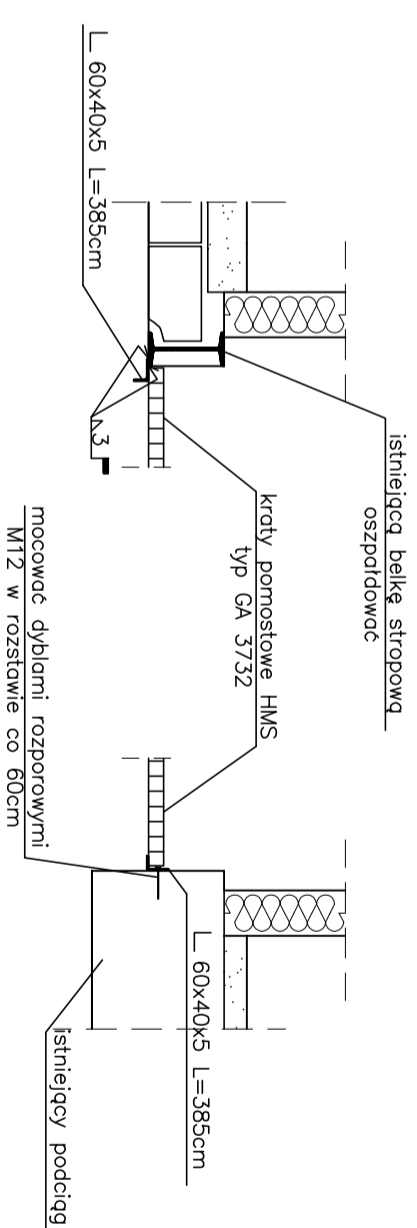 istniejącą belkę stropową
oszpałdować
kraty pomostowe HMS
typ GA 3732
L 60x40x5 L=385cm
3
L 60x40x5 L=385cm
mocować dyblami rozporowymi
M12 w rozstawie co 60cm
istniejący podciąg